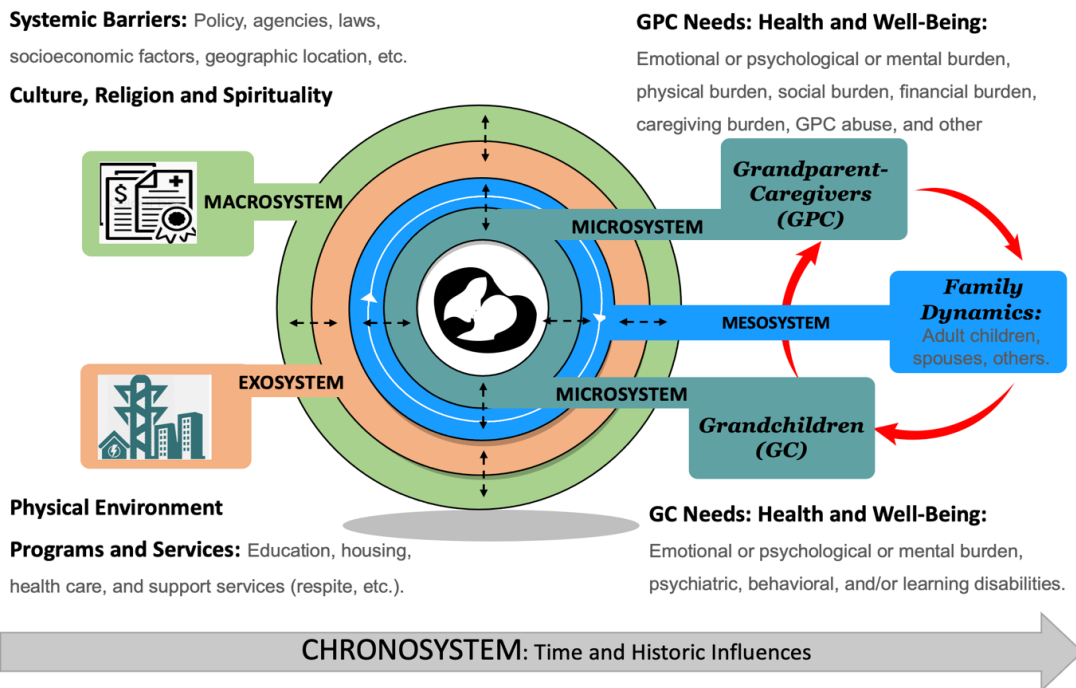 Systemic Barriers: Policy, agencies, laws,
socioeconomic factors, geographic location, etc.
Culture, Religion and Spirituality
GPC Needs: Health and Well-Being:
Emotional or psychological or mental burden,
physical burden, social burden, financial burden,
caregiving burden, GPC abuse, and other
$
MACROSYSTEM
MICROSYSTEM
Grandparent-
Caregivers
(GPC)
MESOSYSTEM
Family
Dynamics:
Adult children,
spouses, others.
EXOSYSTEM
MICROSYSTEM
Grandchildren
(GC)
Physical Environment
Programs and Services: Education, housing,
health care, and support services (respite, etc.).
GC Needs: Health and Well-Being:
Emotional or psychological or mental burden,
psychiatric, behavioral, and/or learning disabilities.
CHRONOSYSTEM: Time and Historic Influences